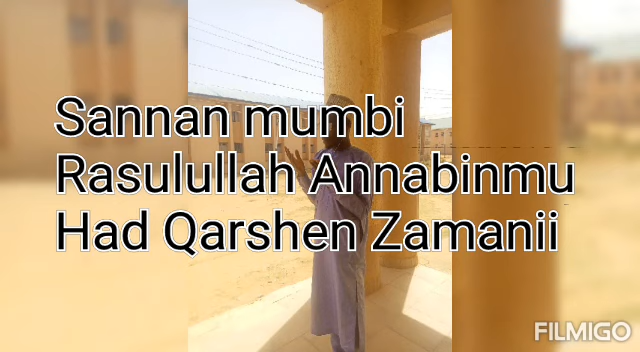 Sannan mumbi
Rasulullah Annabinmu
Had Qarshen Zamanii
FILMIGO